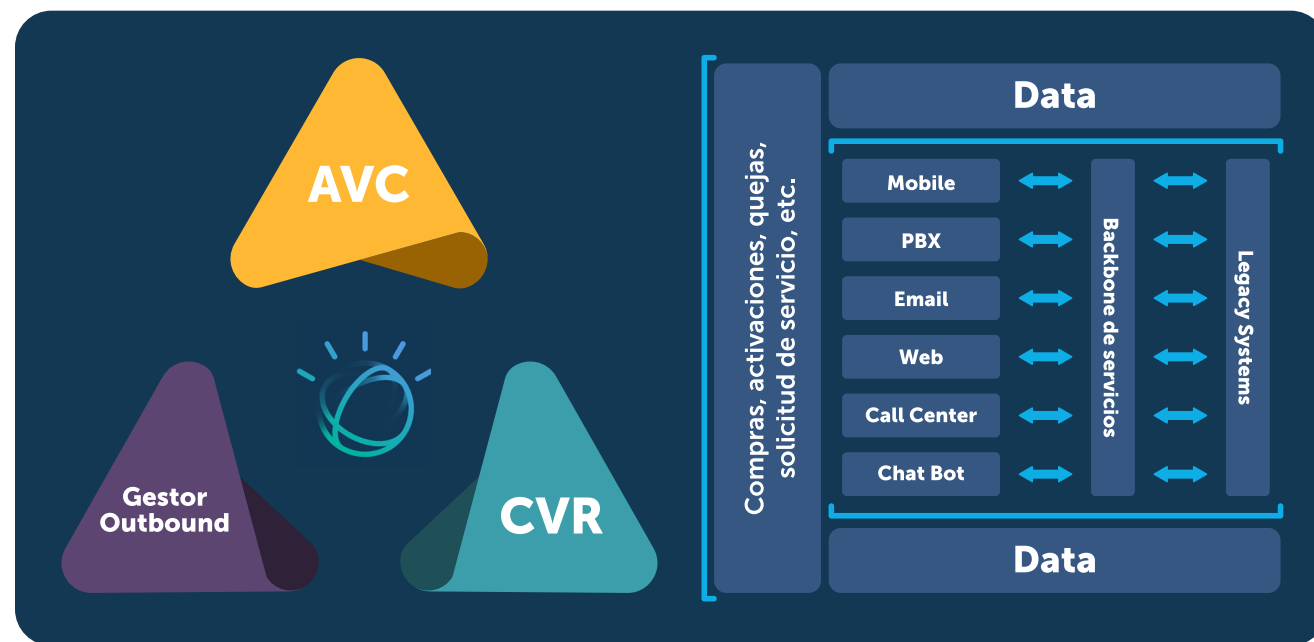 AVC
Gestor
Outbound
CVR
Compras, activaciones, quejas,
solicitud de servicio, etc.
Data
Mobile
PBX
Email
Web
Call Center
Chat Bot
Backbone de servicios
Legacy Systems
Data